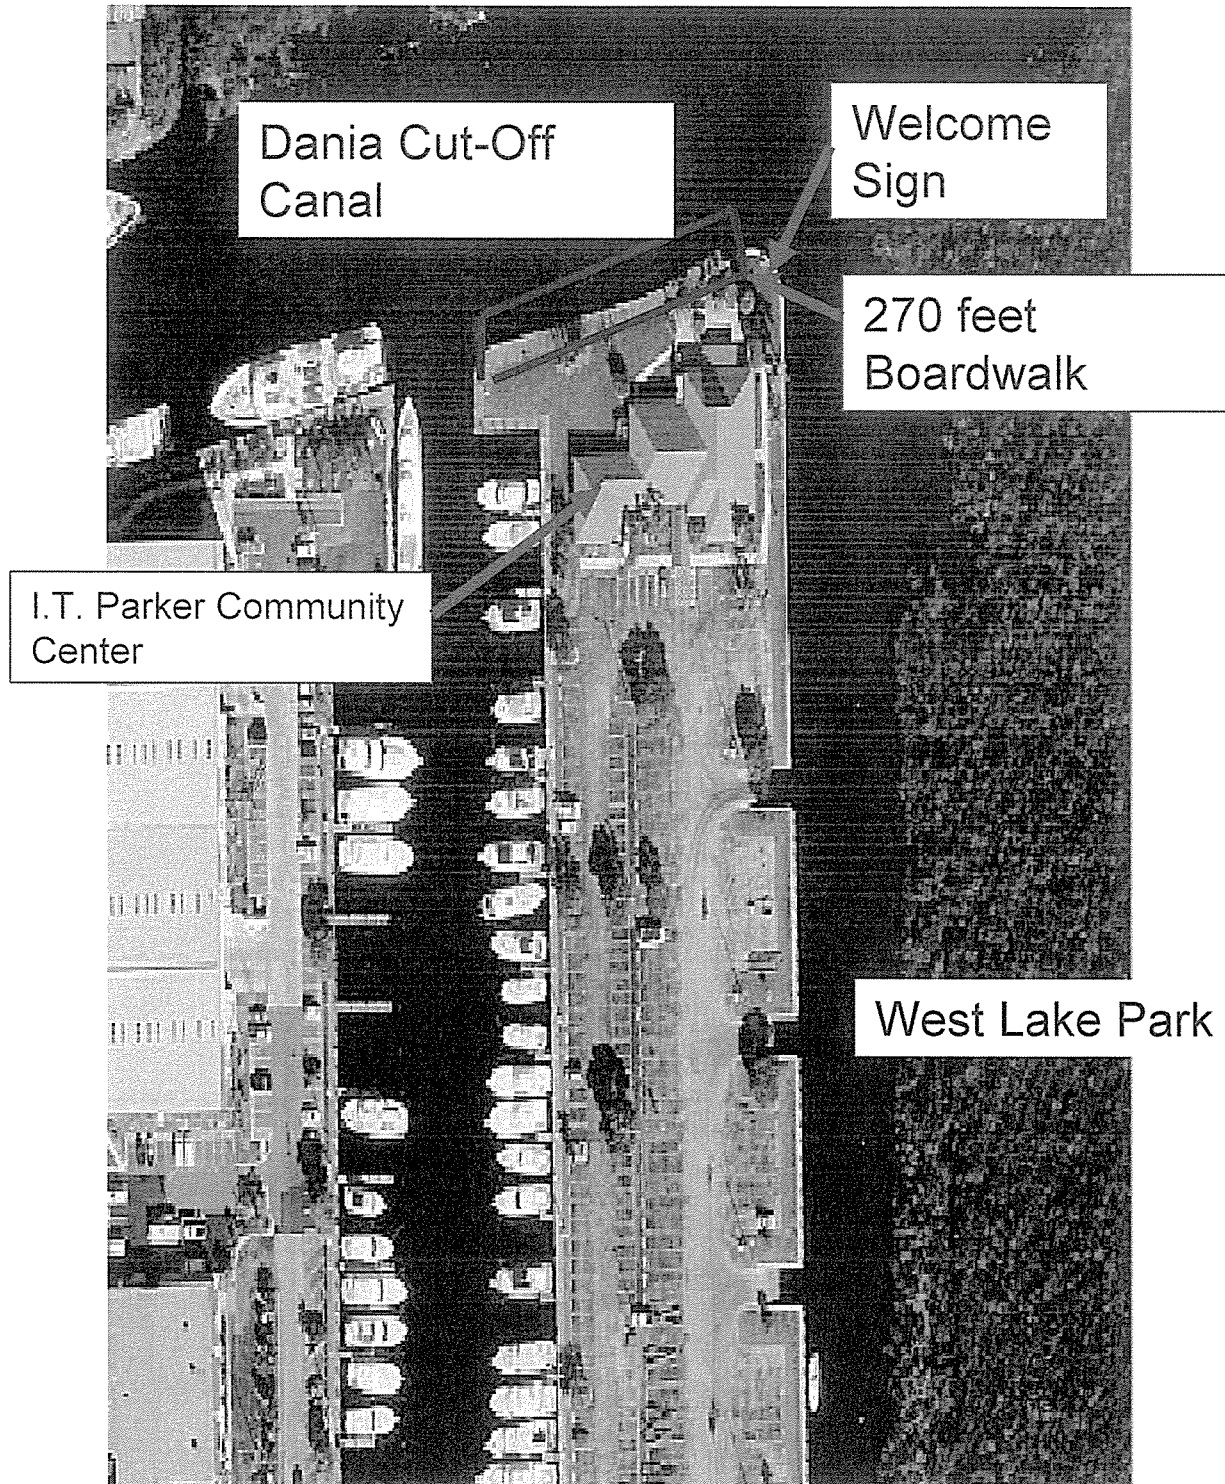 Dania Cut-Off
Canal
Welcome
Sign
270 feet
Boardwalk
I.T. Parker Community
Center
West Lake Park